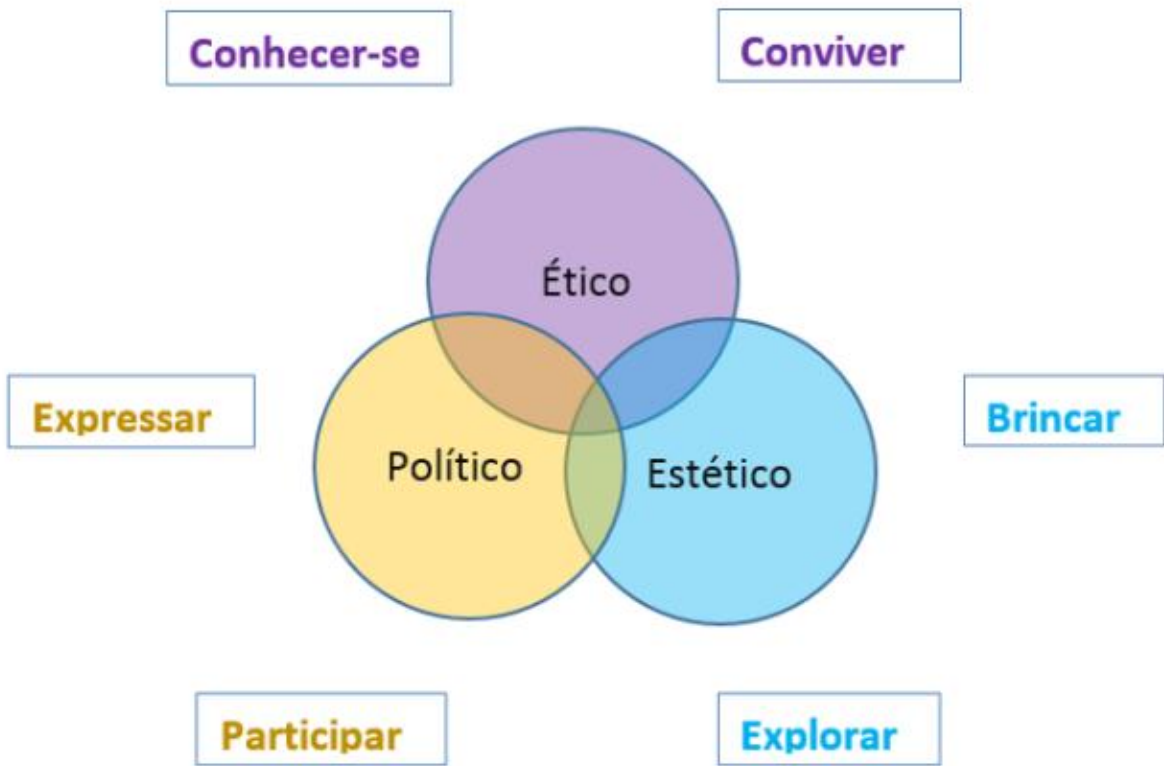 Conhecer-se
Conviver
Ético
Expressar
Brincar
Político
Estético
Participar
Explorar